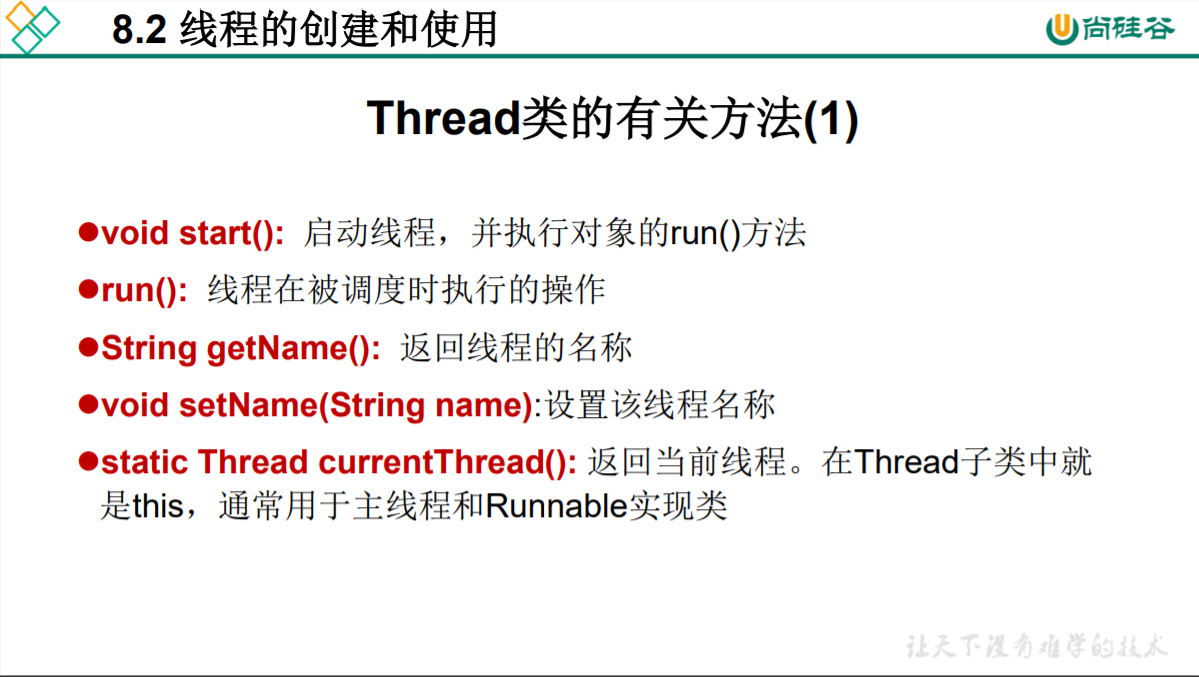 8.2 线程的创建和使用
尚硅谷
Thread类的有关方法(1)
●void start(): 启动线程，并执行对象的run()方法
●run(): 线程在被调度时执行的操作
●String getName(): 返回线程的名称
●void setName(String name):设置该线程名称
●static Thread currentThread(): 返回当前线程。在Thread子类中就
是this，通常用于主线程和Runnable实现类
让天下没有难学的技术